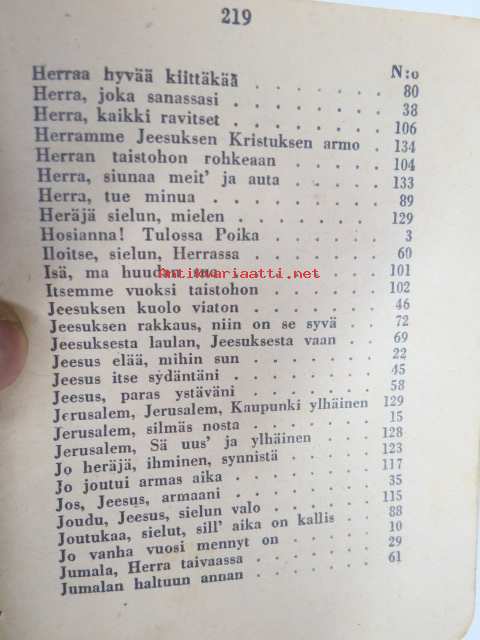 219
N:o
Herraa hyvää kiittäkää . . . . . . . 80
Herra, joka sanassasi . . . . . . . 38
Herra, kaikki ravitset . . . . . . . 106
Herramme Jeesuksen Kristuksen armo . 134
Herran taistohon rohkeaan . . . . . 104
Herra, siunaa meit' ja auta . . . . . 133
Herra, tue minua . . . . . . . . 89
Heräjä sielun, mielen . . . . . . . 129
Hosianna! Tulossa Poika . . . . . . 3
Iloitse, sielun, Herrassa . . . . . . 60
Isä, ma huudan . . . . . 101
antikvariaatti.net
Itsemme vuoksi taistohon . . . . . . 102
Jeesuksen kuolo viaton . . . . . . . 46
Jeesuksen rakkaus, niin on se syvä . . 72
Jeesuksesta laulan, Jeesuksesta vaan . . 69
Jeesus elää, mihin sun . . . . . . . 22
Jeesus itse sydäntäni . . . . . . . 45
Jeesus, paras ystäväni . . . . . . . 58
Jerusalem, Jerusalem, Kaupunki ylhäinen 129
Jerusalem, silmäs nosta . . . . . . 15
Jerusalem, Sä uus' ja ylhäinen . . . . 128
Jo heräjä, ihminen, synnistä . . . . . 123
Jo joutui armas aika . . . . . . . 117
Jos, Jeesus, armaani . . . . . . . 35
Joudu, Jeesus, sielun valo . . . . . . 115
Joutukaa, sielut, sill' aika on kallis . . 88
Jo vanha vuosi mennyt on . . . . . 10
Jumala, Herra taivaassa . . . . . . 29
Jumalan haltuun annan . . . . . . 61